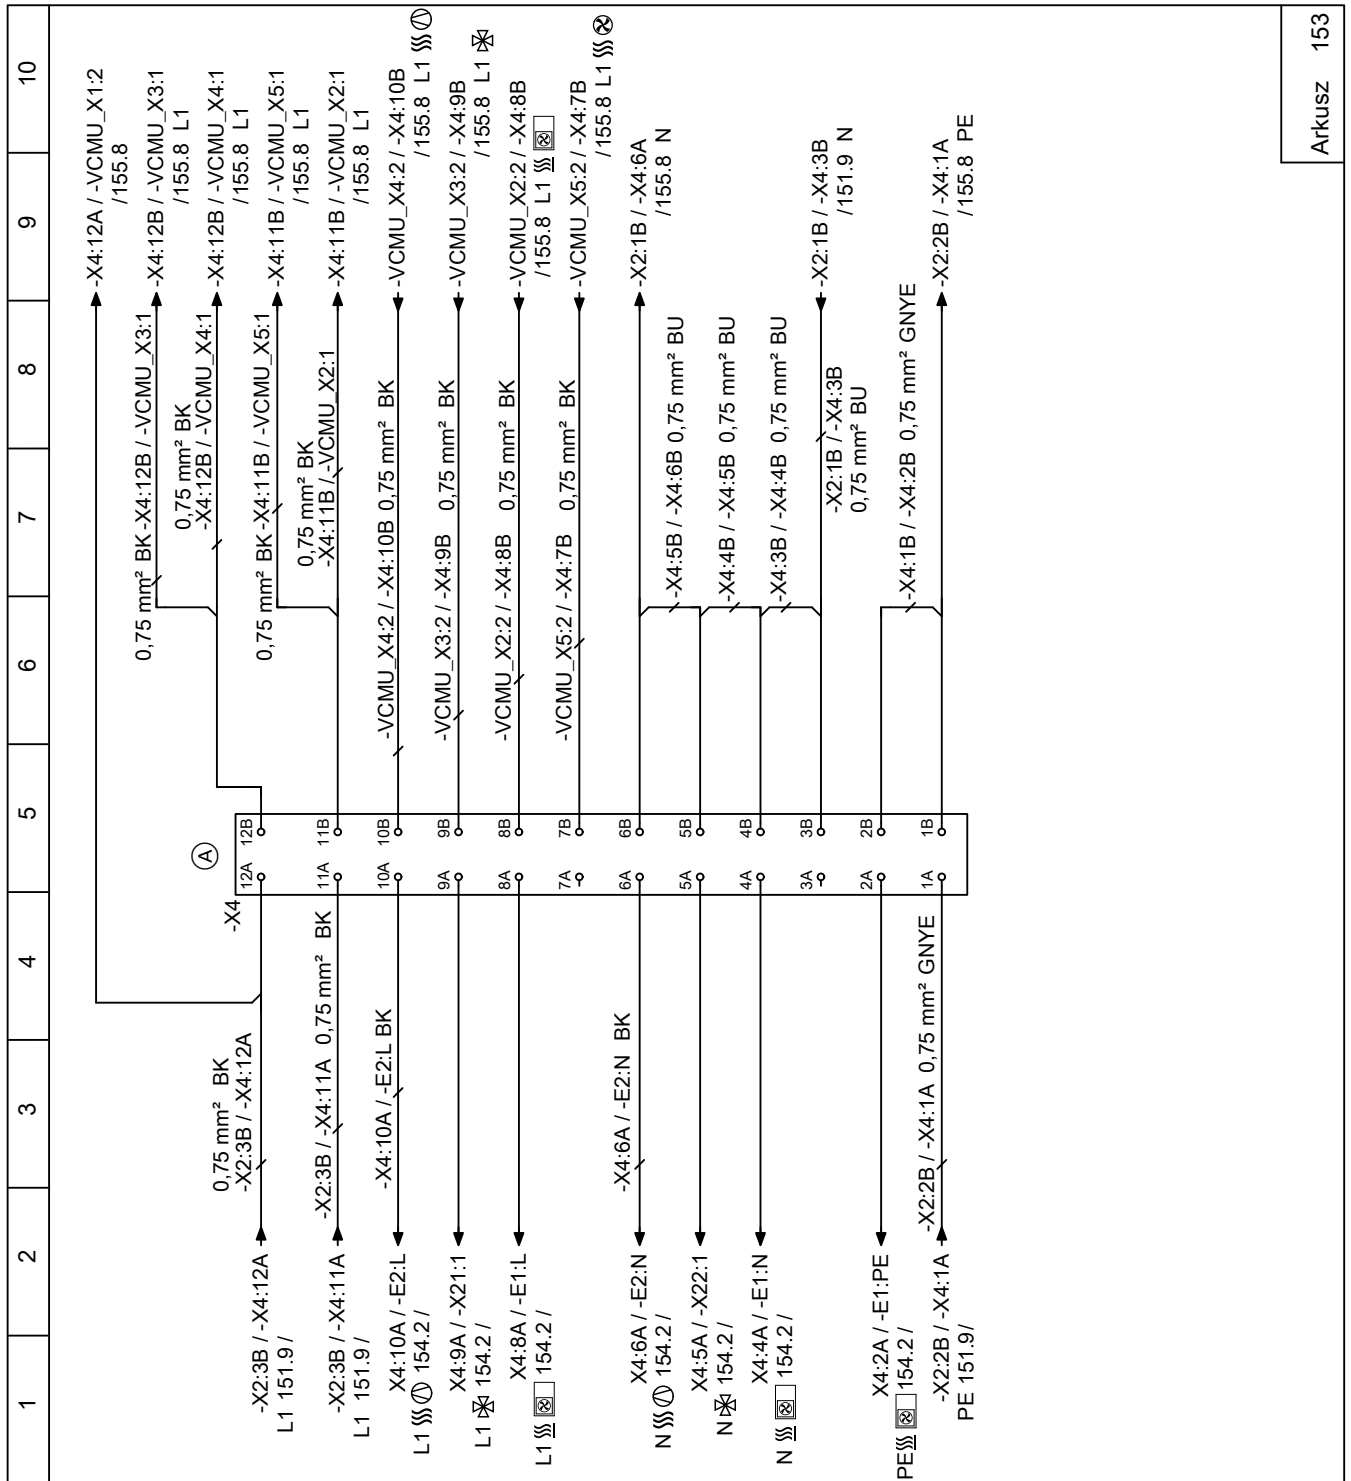 10
9
8
7
6
5
4
3
2
1
Arkusz 153
-X4:12A / -VCMU_X1:2
/155.8
-X4:12B / -VCMU_X3:1
/155.8 L1
-X4:12B / -VCMU_X4:1
/155.8 L1
-X4:11B / -VCMU_X5:1
/155.8 L1
-X4:11B / -VCMU_X2:1
/155.8 L1
-VCMU_X4:2 / -X4:10B
/155.8 L1
-VCMU_X3:2 / -X4:9B
/155.8 L1
-VCMU_X2:2 / -X4:8B
/155.8 L1
-VCMU_X5:2 / -X4:7B
/155.8 L1
-X2:1B / -X4:6A
/155.8 N
-X2:1B / -X4:3B
/151.9 N
-X2:2B / -X4:1A
/155.8 PE
0,75 mm² BK -X4:12B / -VCMU_X3:1
0,75 mm² BK
-X4:12B / -VCMU_X4:1
0,75 mm² BK -X4:11B / -VCMU_X5:1
0,75 mm² BK
-X4:11B / -VCMU_X2:1
-VCMU_X4:2 / -X4:10B 0,75 mm² BK
-VCMU_X3:2 / -X4:9B 0,75 mm² BK
-VCMU_X2:2 / -X4:8B 0,75 mm² BK
-VCMU_X5:2 / -X4:7B 0,75 mm² BK
-X4:5B / -X4:6B 0,75 mm² BU
-X4:4B / -X4:5B 0,75 mm² BU
-X4:3B / -X4:4B 0,75 mm² BU
-X2:1B / -X4:3B
0,75 mm² BU
-X4:1B / -X4:2B 0,75 mm² GNYE
A
-X4
12A 12B
11A 11B
10A 10B
9A 9B
8A 8B
7A 7B
6A 6B
5A 5B
4A 4B
3A 3B
2A 2B
1A 1B
0,75 mm² BK
-X2:3B / -X4:12A
-X2:3B / -X4:11A 0,75 mm² BK
-X4:10A / -E2:L BK
-X4:6A / -E2:N BK
-X2:2B / -X4:1A 0,75 mm² GNYE
-X2:3B / -X4:12A
L1 151.9 /
-X2:3B / -X4:11A
L1 151.9 /
X4:10A / -E2:L
L1 154.2 /
X4:9A / -X21:1
L1 154.2 /
X4:8A / -E1:L
L1 154.2 /
X4:6A / -E2:N
N 154.2 /
X4:5A / -X22:1
N 154.2 /
X4:4A / -E1:N
N 154.2 /
X4:2A / -E1:PE
PE 154.2 /
-X2:2B / -X4:1A
PE 151.9/